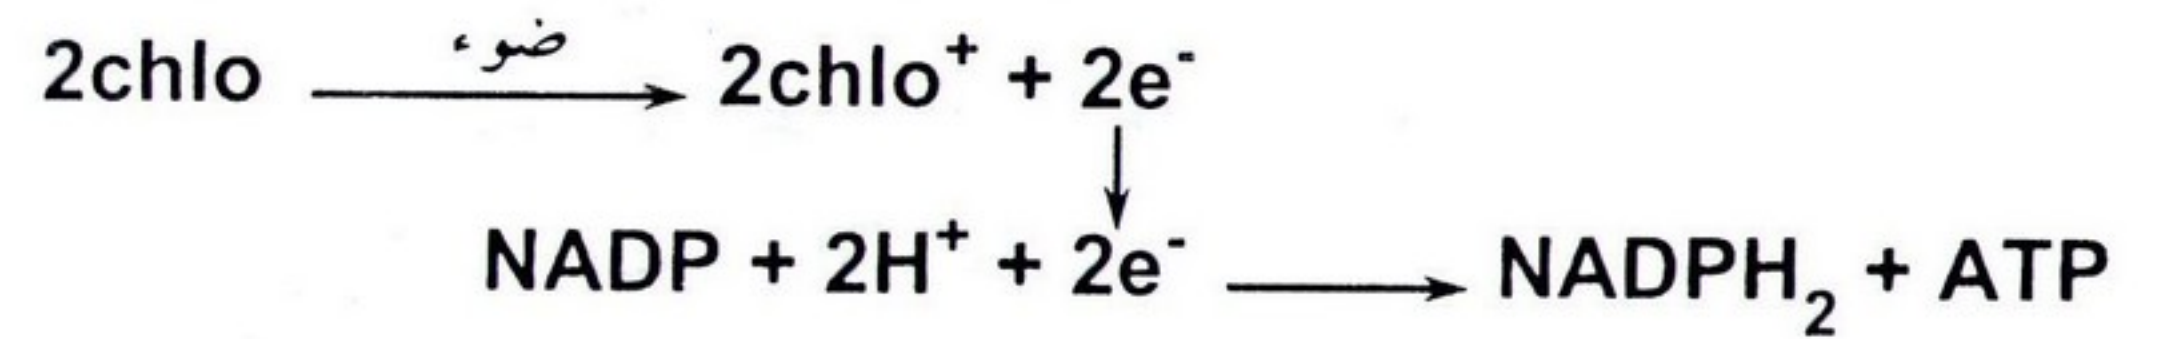 ضوء
2chlo → 2chlo⁺ + 2e⁻
NADP + 2H⁺ + 2e⁻ → NADPH₂ + ATP